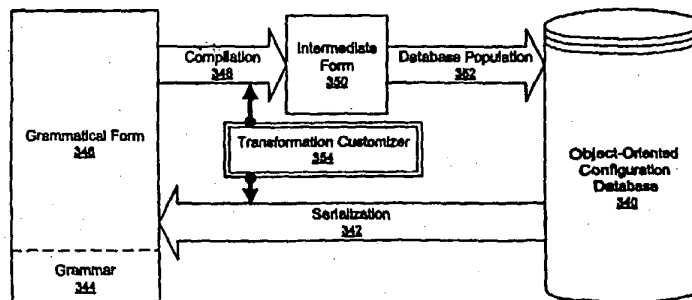 Compilation
348
Intermediate
Form
350
Database Population
352
Grammatical Form
346
Transformation Customizer
354
Object-Oriented
Configuration
Database
340
Serialization
342
Grammar
344